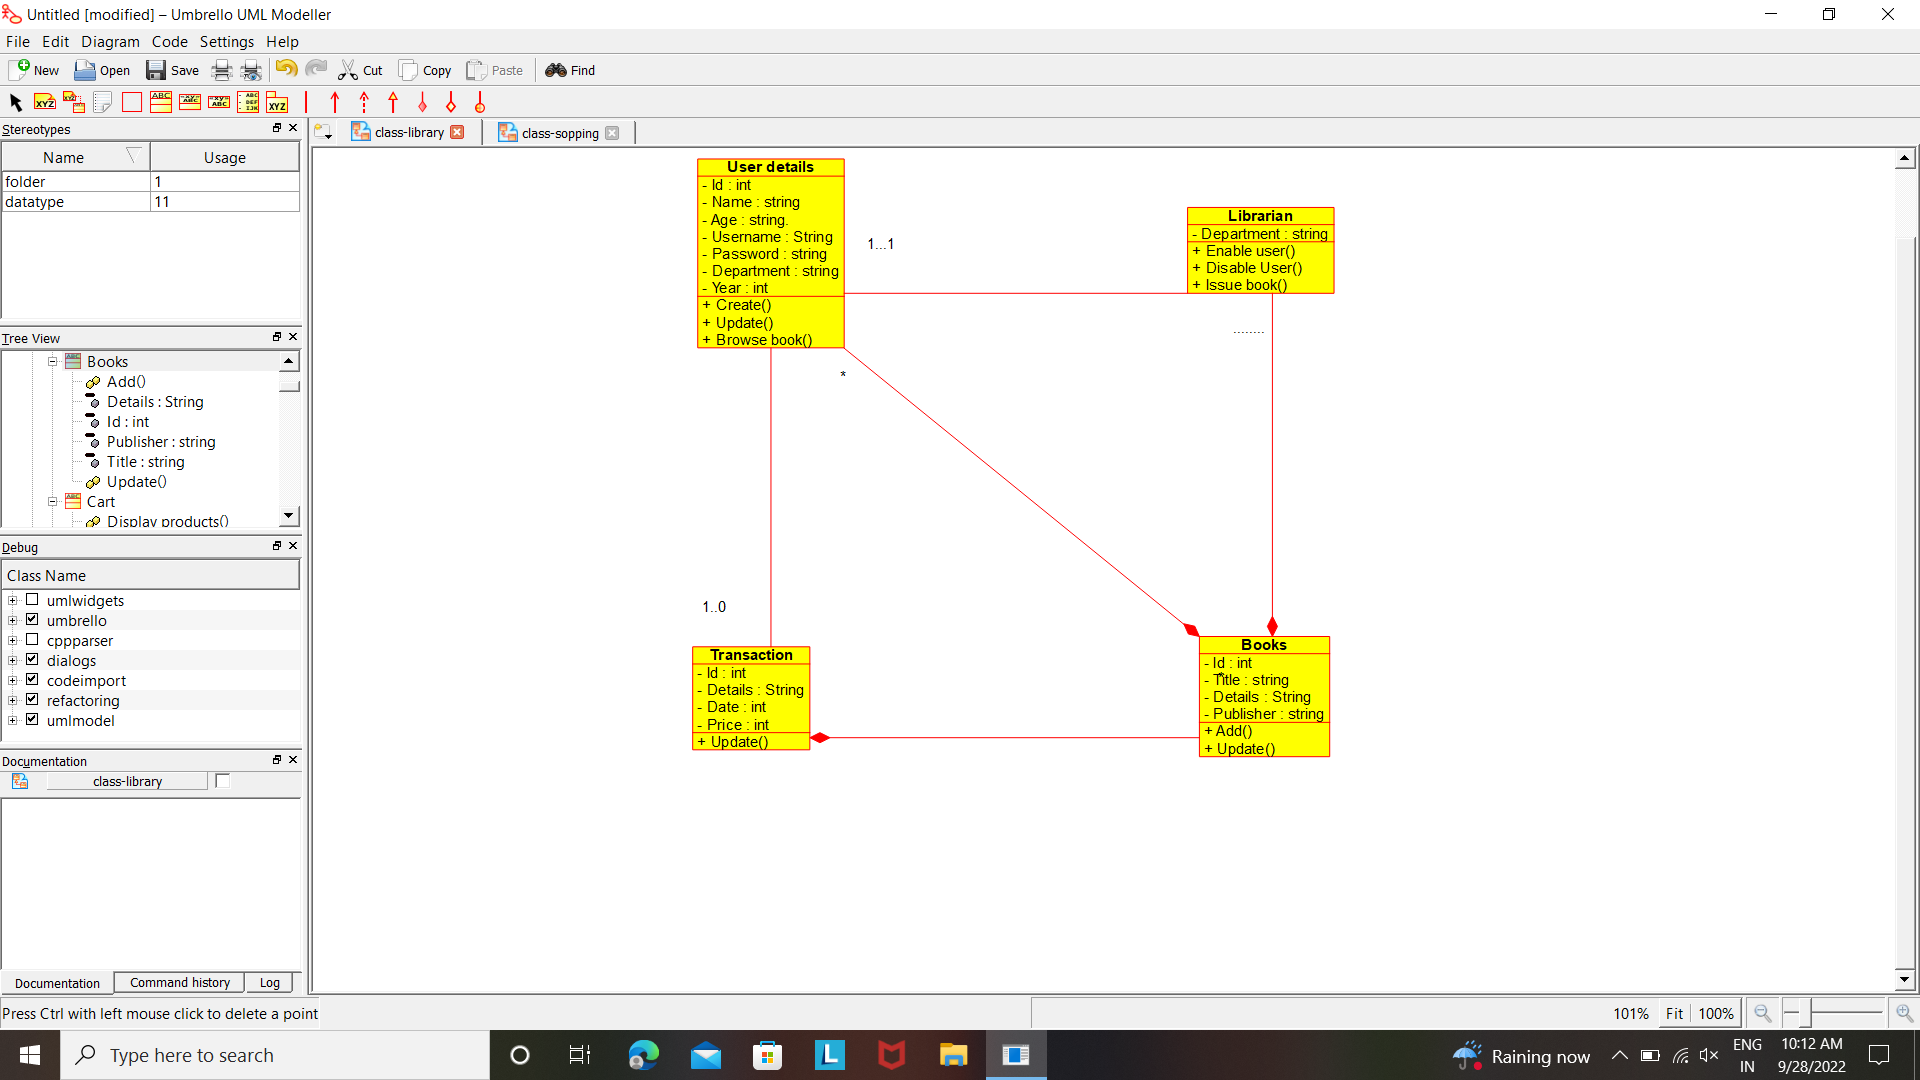 Untitled [modified] – Umbrello UML Modeller
File Edit Diagram Code Settings Help
New Open Save Cut Copy Paste Find
Stereotypes
Name Usage
folder 1
datatype 11
Tree View
Books
Add()
Details : String
Id : int
Publisher : string
Title : string
Update()
Cart
Display products()
Debug
Class Name
umlwidgets
umbrello
cppparser
dialogs
codeimport
refactoring
umlmodel
Documentation
class-library
Documentation Command history Log
class-library class-sopping
User details
- Id : int
- Name : string
- Age : string.
- Username : String
- Password : string
- Department : string
- Year : int
+ Create()
+ Update()
+ Browse book()
1...1
Librarian
- Department : string
+ Enable user()
+ Disable User()
+ Issue book()
........
*
1..0
Transaction
- Id : int
- Details : String
- Date : int
- Price : int
+ Update()
Books
- Id : int
- Title : string
*
- Details : String
- Publisher : string
+ Add()
+ Update()
Press Ctrl with left mouse click to delete a point
101% Fit 100%
Type here to search
Raining now
ENG
IN
10:12 AM
9/28/2022